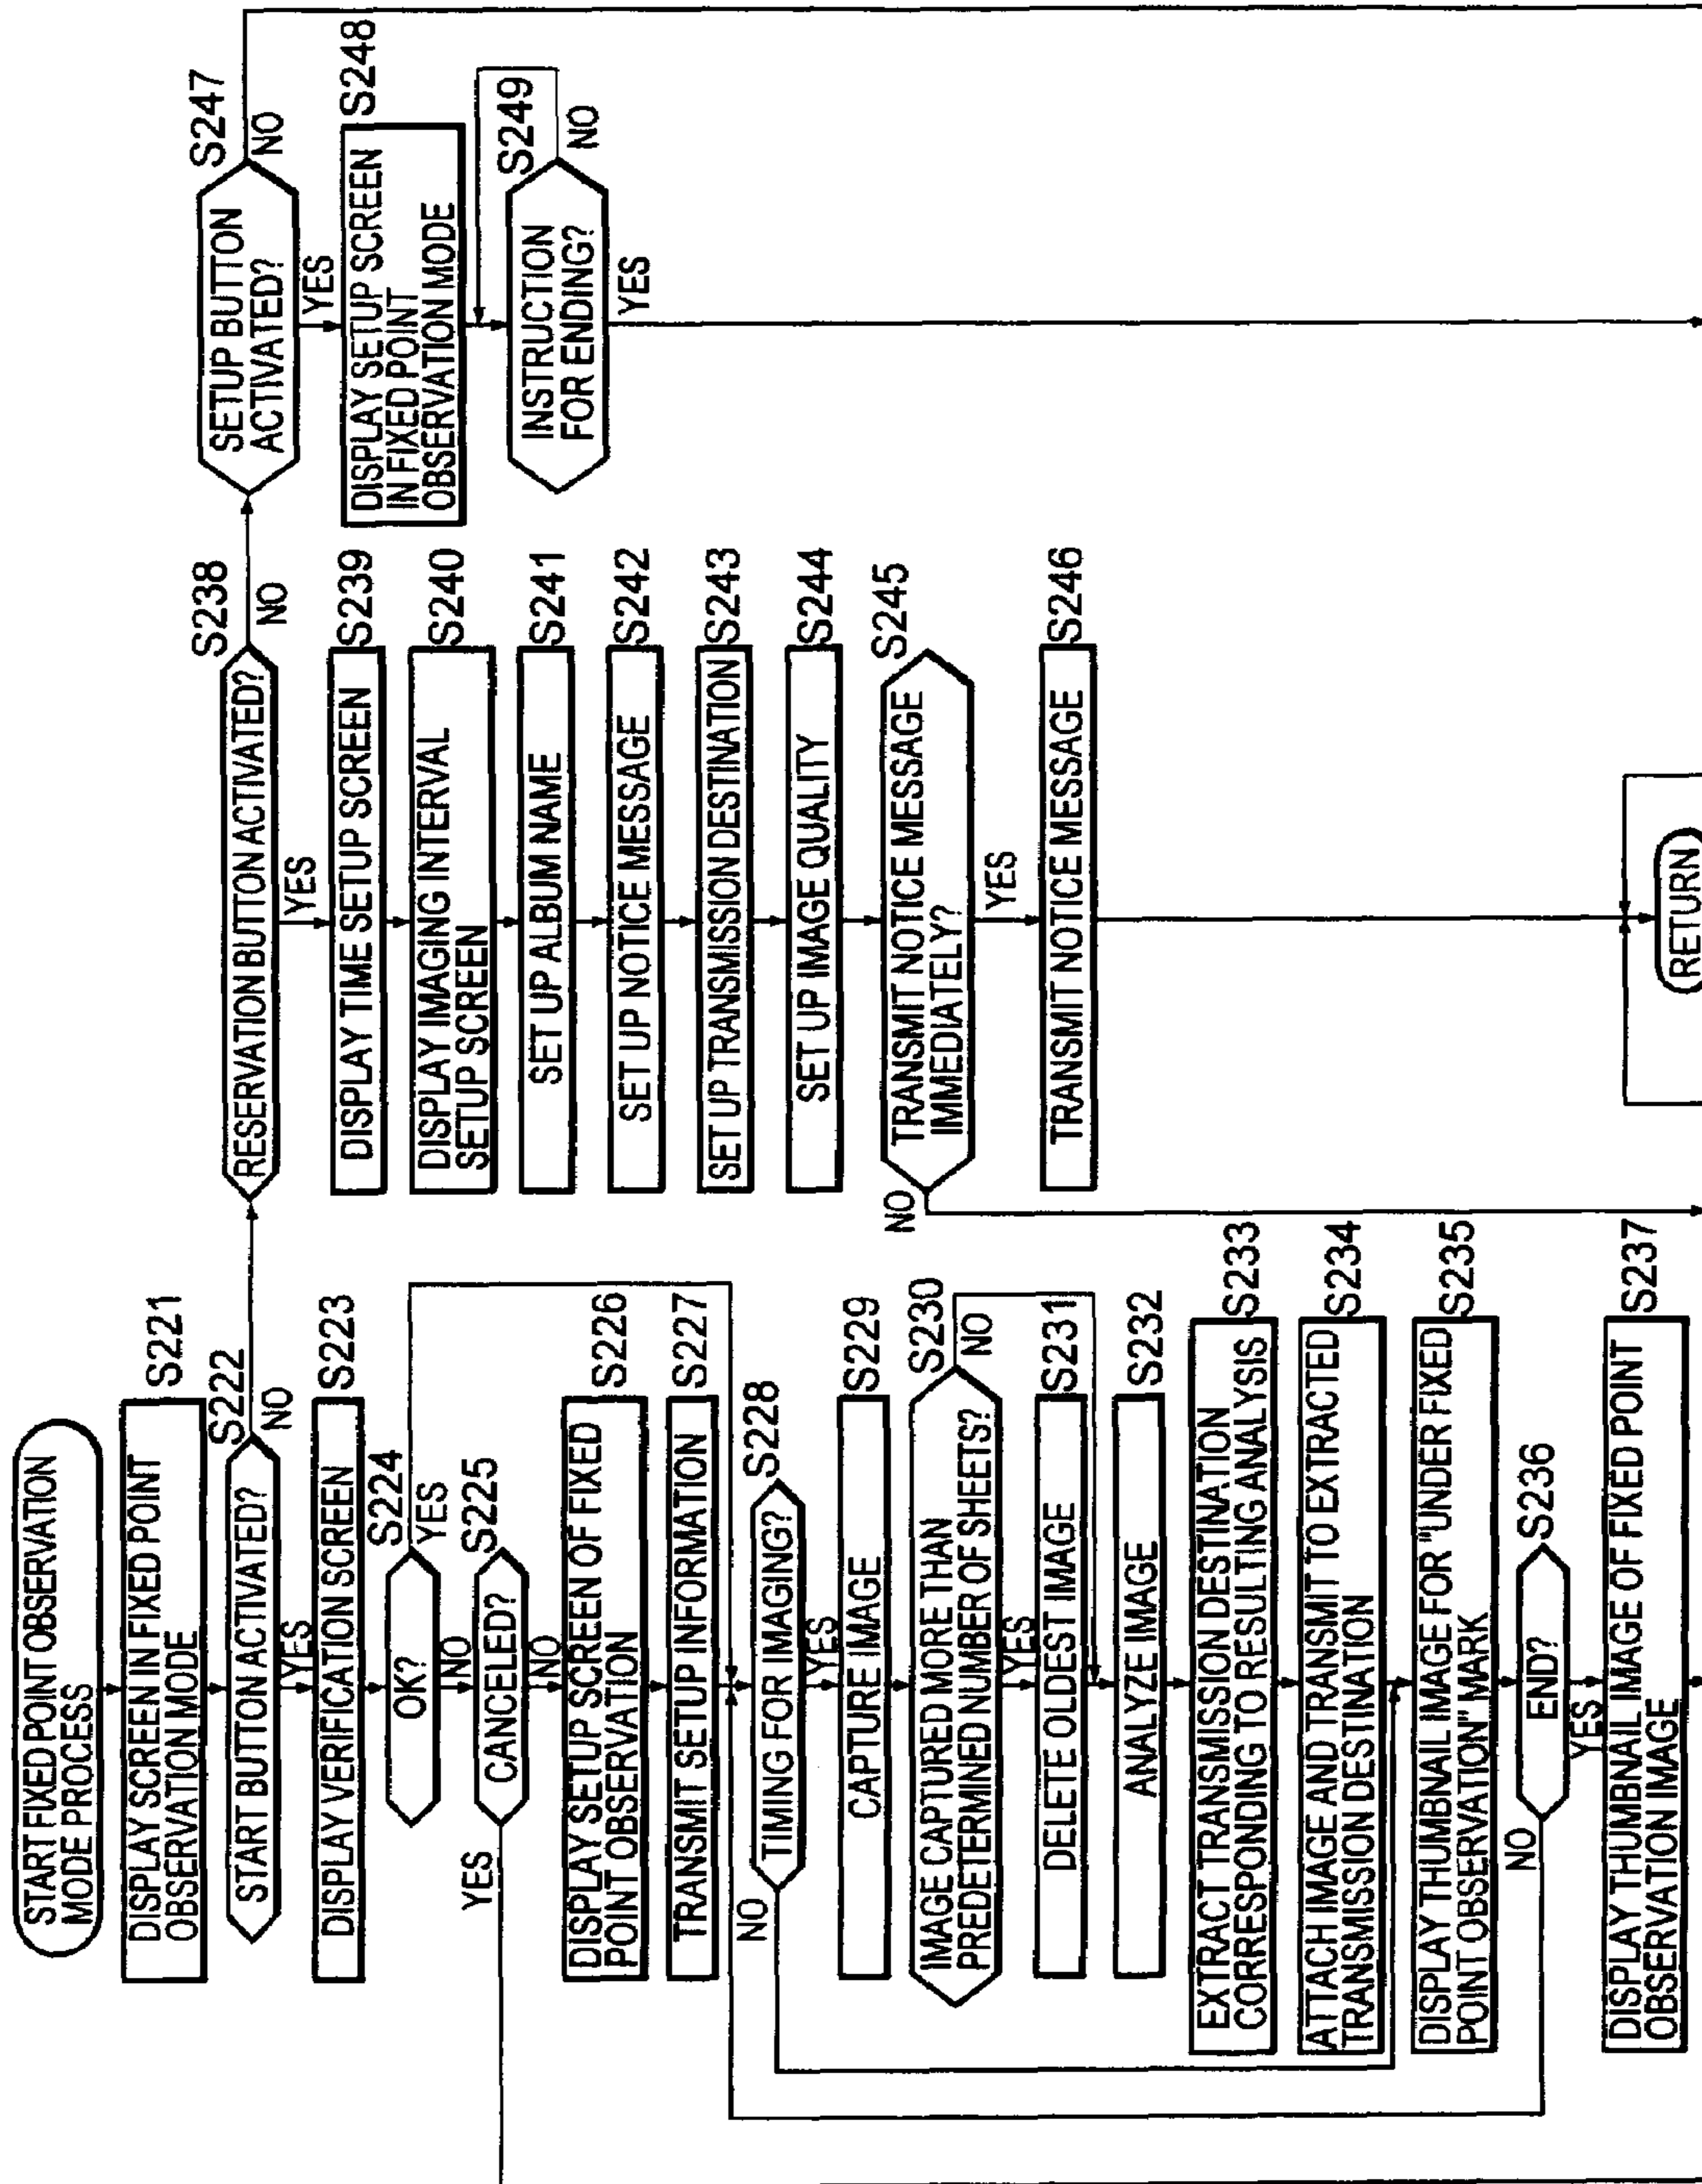 START FIXED POINT OBSERVATION
MODE PROCESS
DISPLAY SCREEN IN FIXED POINT
OBSERVATION MODE
S221
START BUTTON ACTIVATED?
S222
NO
YES
DISPLAY VERIFICATION SCREEN
S223
OK?
S224
YES
NO
CANCELED?
S225
YES
NO
DISPLAY SETUP SCREEN OF FIXED
POINT OBSERVATION
S226
TRANSMIT SETUP INFORMATION
S227
TIMING FOR IMAGING?
S228
NO
YES
CAPTURE IMAGE
S229
IMAGE CAPTURED MORE THAN
PREDETERMINED NUMBER OF SHEETS?
S230
NO
YES
DELETE OLDEST IMAGE
S231
ANALYZE IMAGE
S232
EXTRACT TRANSMISSION DESTINATION
CORRESPONDING TO RESULTING ANALYSIS
S233
ATTACH IMAGE AND TRANSMIT TO EXTRACTED
TRANSMISSION DESTINATION
S234
DISPLAY THUMBNAIL IMAGE FOR "UNDER FIXED
POINT OBSERVATION" MARK
S235
END?
S236
NO
YES
DISPLAY THUMBNAIL IMAGE OF FIXED POINT
OBSERVATION IMAGE
S237
RESERVATION BUTTON ACTIVATED?
S238
NO
YES
DISPLAY TIME SETUP SCREEN
S239
DISPLAY IMAGING INTERVAL
SETUP SCREEN
S240
SET UP ALBUM NAME
S241
SET UP NOTICE MESSAGE
S242
SET UP TRANSMISSION DESTINATION
S243
SET UP IMAGE QUALITY
S244
TRANSMIT NOTICE MESSAGE
IMMEDIATELY?
S245
NO
YES
TRANSMIT NOTICE MESSAGE
S246
SETUP BUTTON
ACTIVATED?
S247
NO
YES
DISPLAY SETUP SCREEN
IN FIXED POINT
OBSERVATION MODE
S248
INSTRUCTION
FOR ENDING?
S249
NO
YES
RETURN